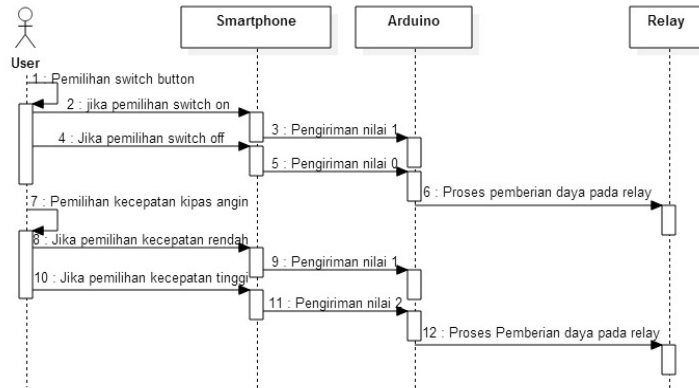 Smartphone
Arduino
Relay
User
1 : Pemilihan switch button
2 : jika pemilihan switch on
3 : Pengiriman nilai 1
4 : Jika pemilihan switch off
5 : Pengiriman nilai 0
6 : Proses pemberian daya pada relay
7 : Pemilihan kecepatan kipas angin
8 : Jika pemilihan kecepatan rendah
9 : Pengiriman nilai 1
10 : Jika pemilihan kecepatan tinggi
11 : Pengiriman nilai 2
12 : Proses Pemberian daya pada relay